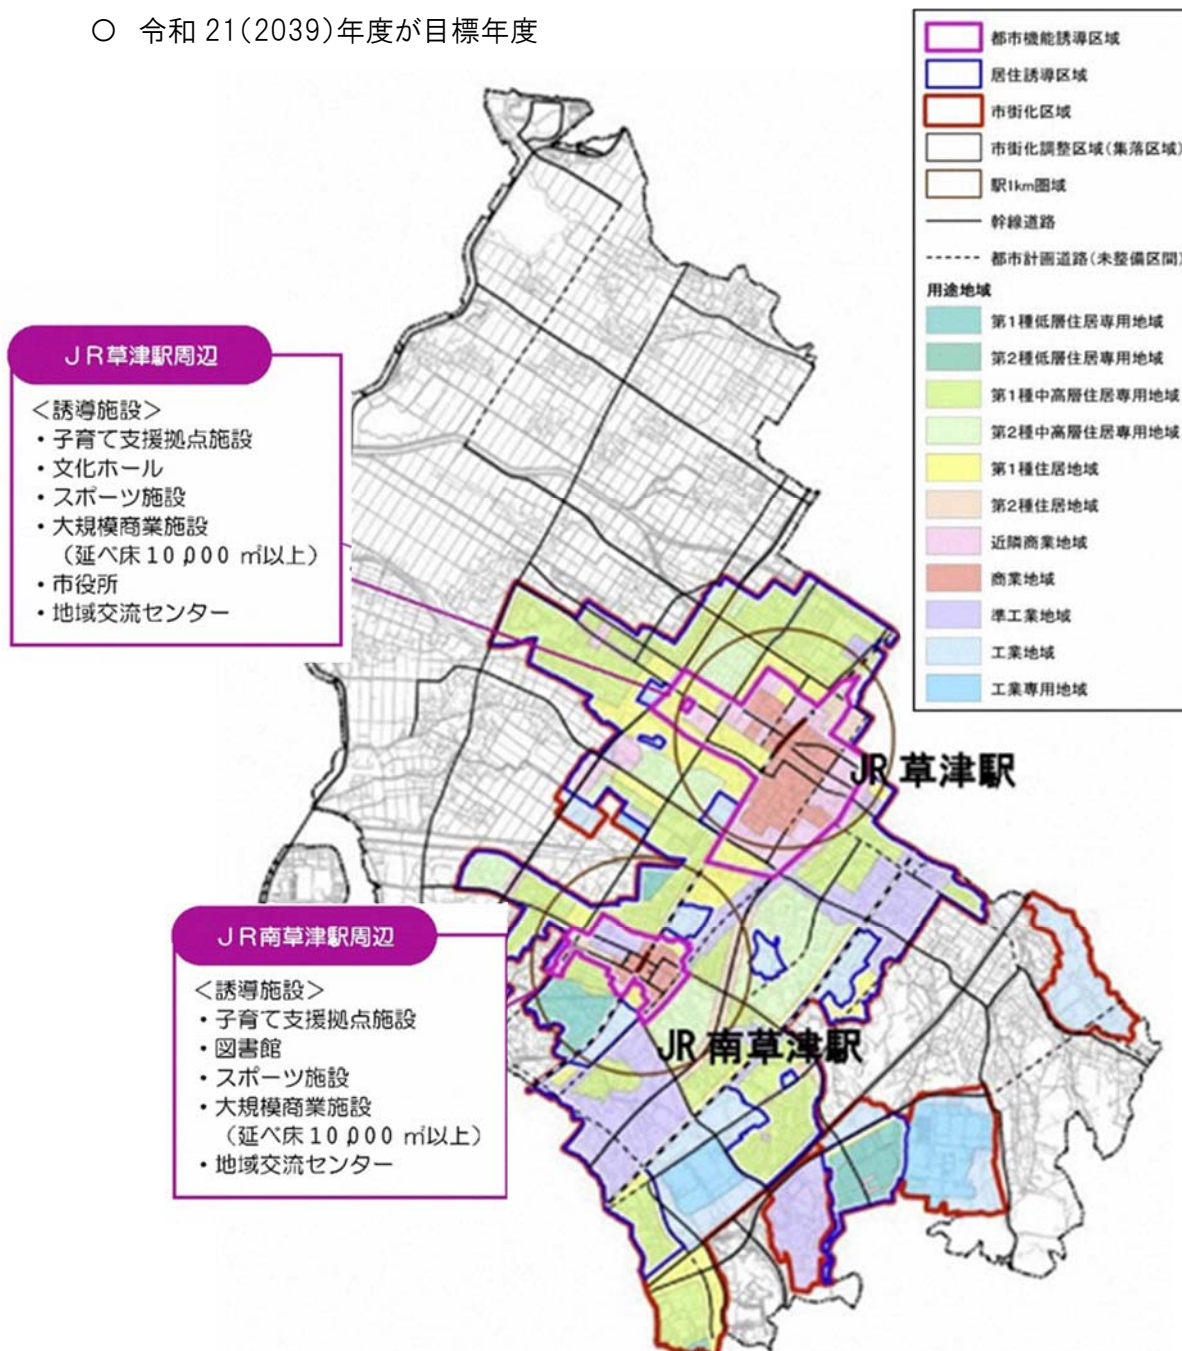 ○ 令和 21(2039)年度が目標年度
都市機能誘導区域
居住誘導区域
市街化区域
市街化調整区域(集落区域)
駅1km圏域
幹線道路
都市計画道路(未整備区間)
用途地域
第1種低層住居専用地域
第2種低層住居専用地域
第1種中高層住居専用地域
第2種中高層住居専用地域
第1種住居地域
第2種住居地域
近隣商業地域
商業地域
準工業地域
工業地域
工業専用地域
JR草津駅周辺
<誘導施設>
・子育て支援拠点施設
・文化ホール
・スポーツ施設
・大規模商業施設
（延べ床10,000 ㎡以上）
・市役所
・地域交流センター
JR 草津駅
JR南草津駅周辺
<誘導施設>
・子育て支援拠点施設
・図書館
・スポーツ施設
・大規模商業施設
（延べ床10,000 ㎡以上）
・地域交流センター
JR 南草津駅